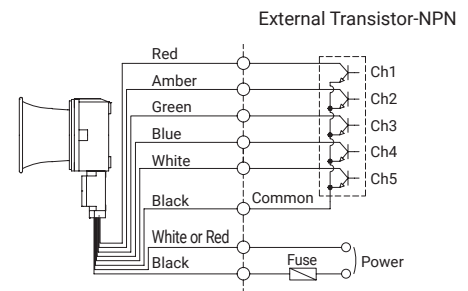 External Transistor-NPN
Red
Ch1
Amber
Ch2
Green
Ch3
Blue
Ch4
White
Ch5
Black
Common
White or Red
Black
Fuse
Power